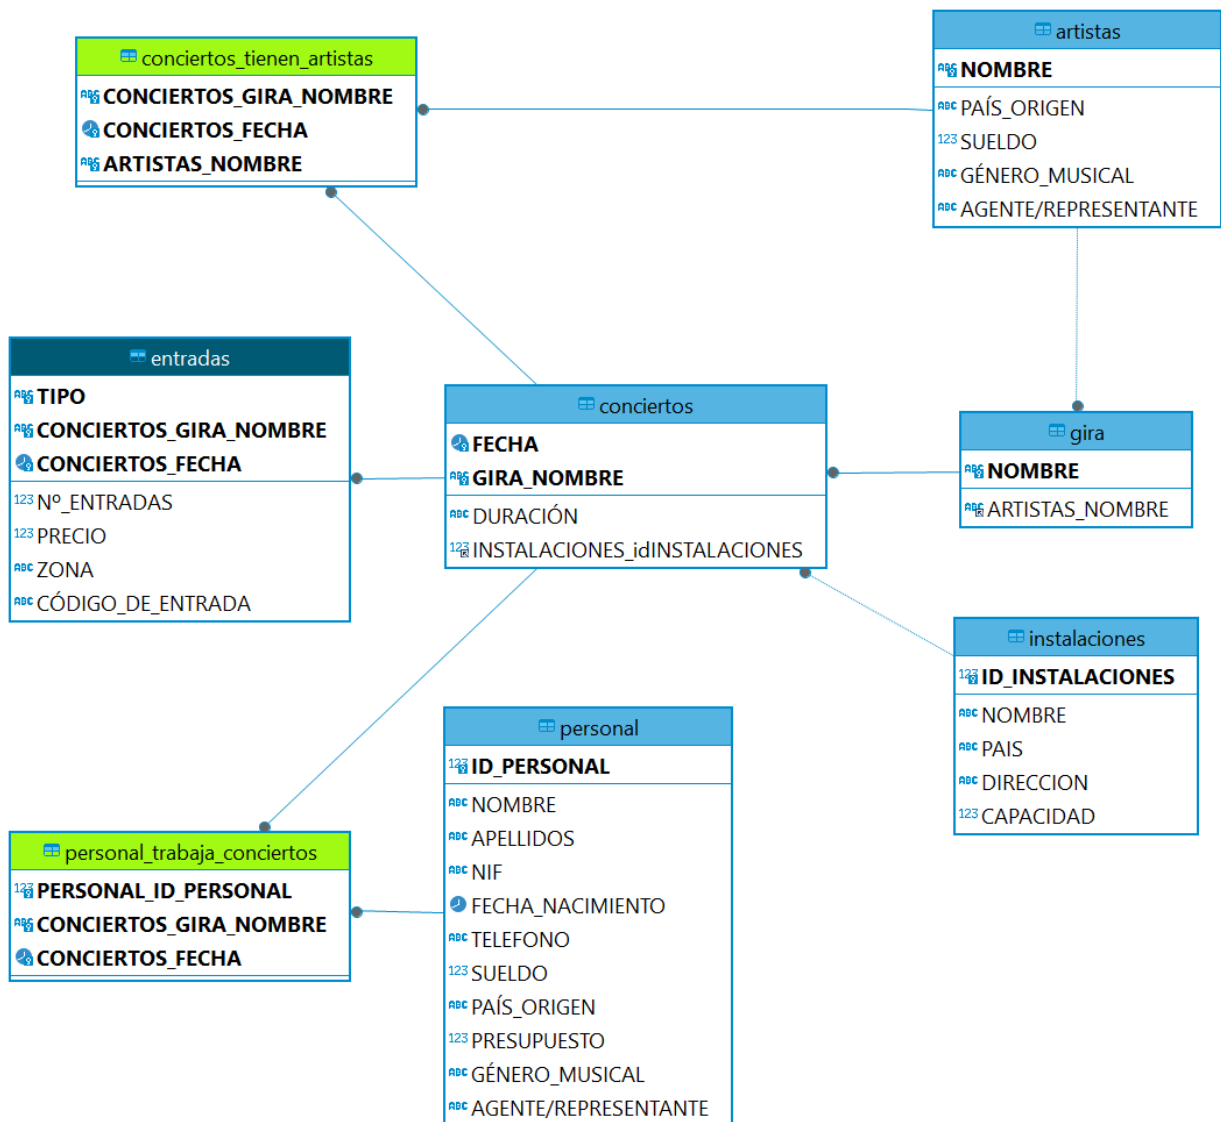 conciertos_tienen_artistas
CONCIERTOS_GIRA_NOMBRE
CONCIERTOS_FECHA
ARTISTAS_NOMBRE
artistas
NOMBRE
PAÍS_ORIGEN
SUELDO
GÉNERO_MUSICAL
AGENTE/REPRESENTANTE
entradas
TIPO
CONCIERTOS_GIRA_NOMBRE
CONCIERTOS_FECHA
Nº_ENTRADAS
PRECIO
ZONA
CÓDIGO_DE_ENTRADA
conciertos
FECHA
GIRA_NOMBRE
DURACIÓN
INSTALACIONES_idINSTALACIONES
gira
NOMBRE
ARTISTAS_NOMBRE
instalaciones
ID_INSTALACIONES
NOMBRE
PAIS
DIRECCION
CAPACIDAD
personal
ID_PERSONAL
NOMBRE
APELLIDOS
NIF
FECHA_NACIMIENTO
TELEFONO
SUELDO
PAÍS_ORIGEN
PRESUPUESTO
GÉNERO_MUSICAL
AGENTE/REPRESENTANTE
personal_trabaja_conciertos
PERSONAL_ID_PERSONAL
CONCIERTOS_GIRA_NOMBRE
CONCIERTOS_FECHA